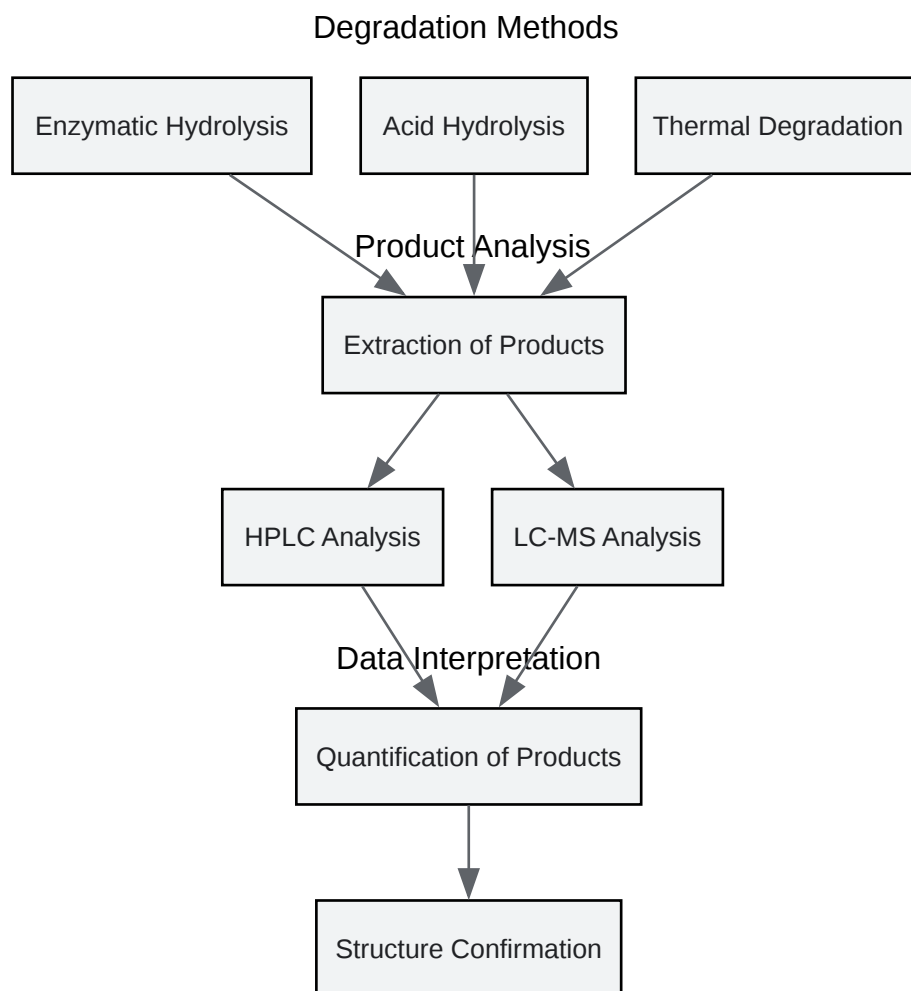 Degradation Methods
Enzymatic Hydrolysis
Acid Hydrolysis
Thermal Degradation
Product Analysis
Extraction of Products
HPLC Analysis
LC-MS Analysis
Data Interpretation
Quantification of Products
Structure Confirmation